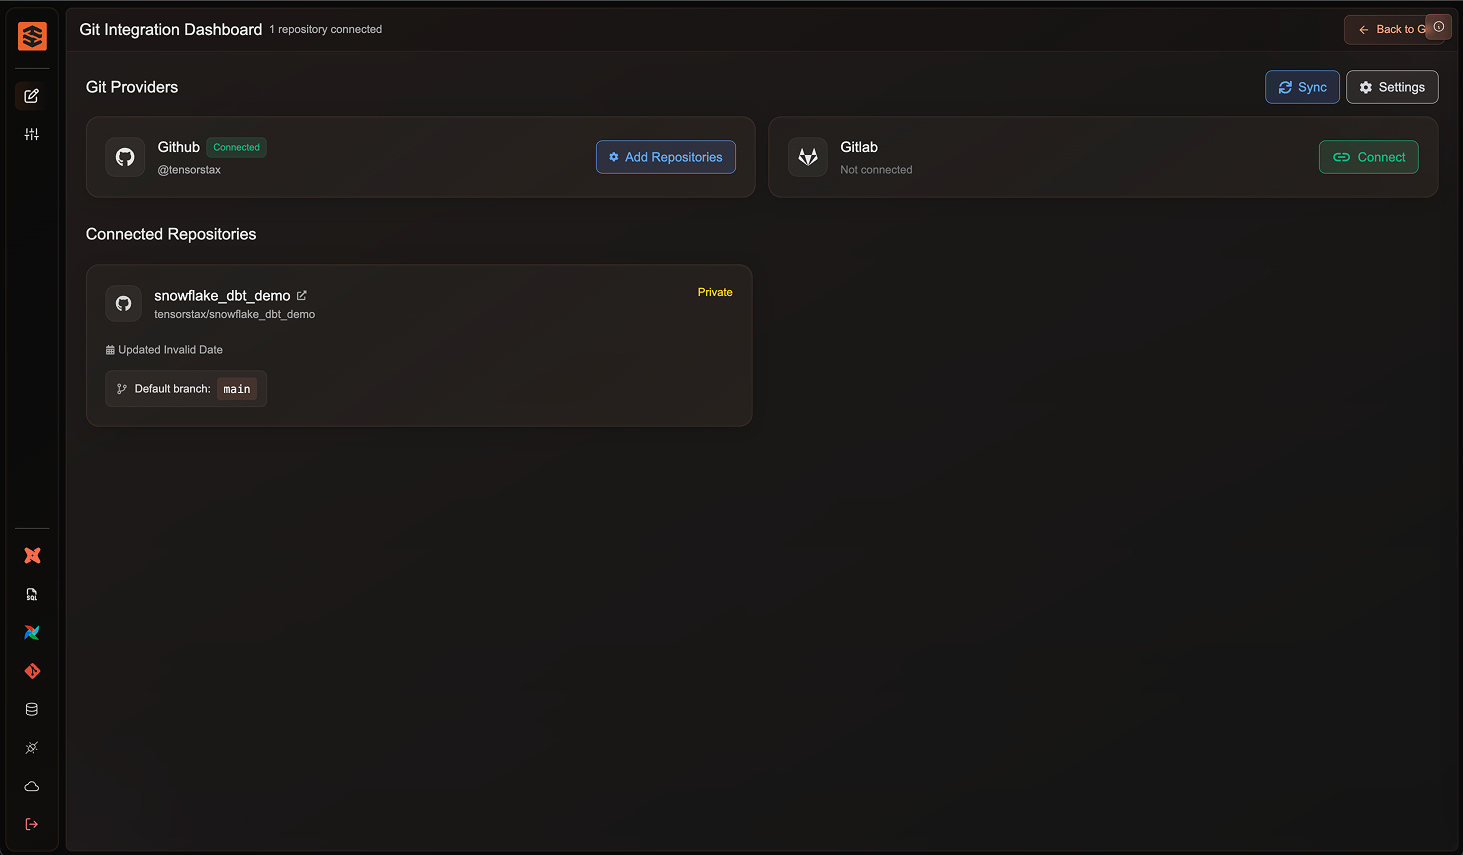 Git Integration Dashboard 1 repository connected
Back to G
Git Providers
Sync
Settings
Github Connected
@tensorstax
Add Repositories
Gitlab
Not connected
Connect
Connected Repositories
snowflake_dbt_demo
Private
tensorstax/snowflake_dbt_demo
Updated Invalid Date
Default branch: main
SQL